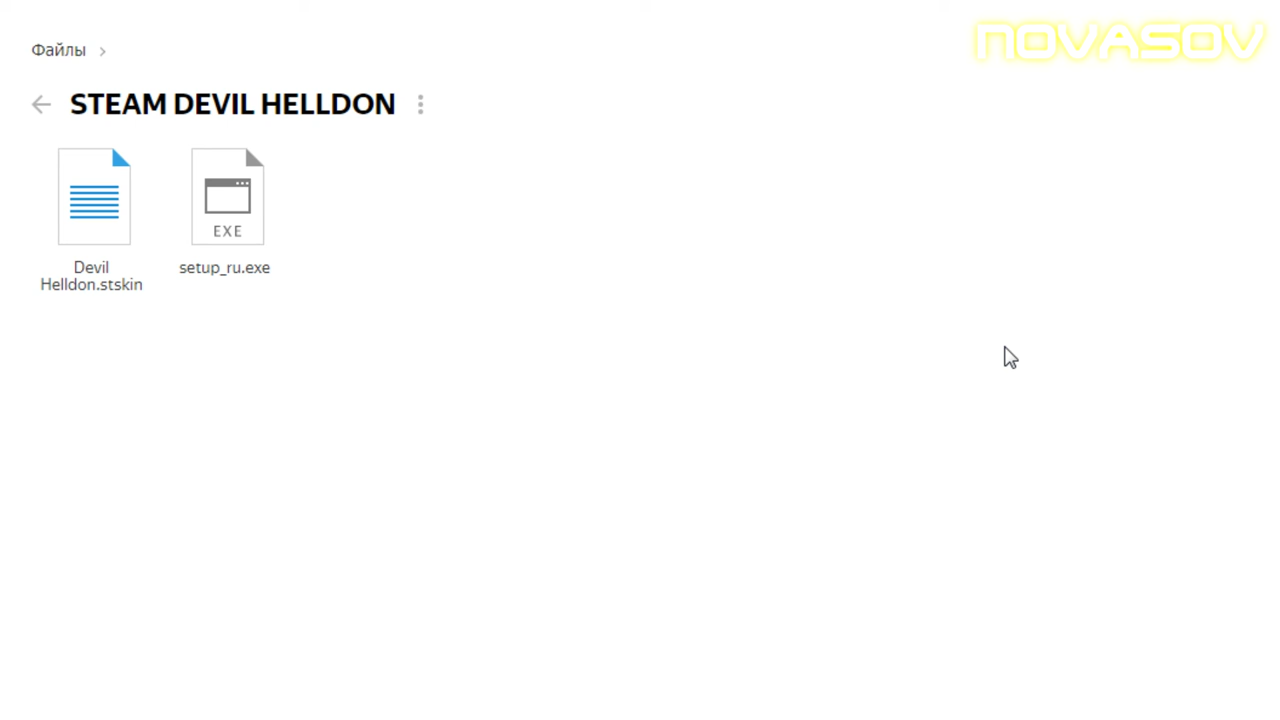 NOVASOV
Файлы
STEAM DEVIL HELLDON
EXE
Devil
Helldon.stskin
setup_ru.exe